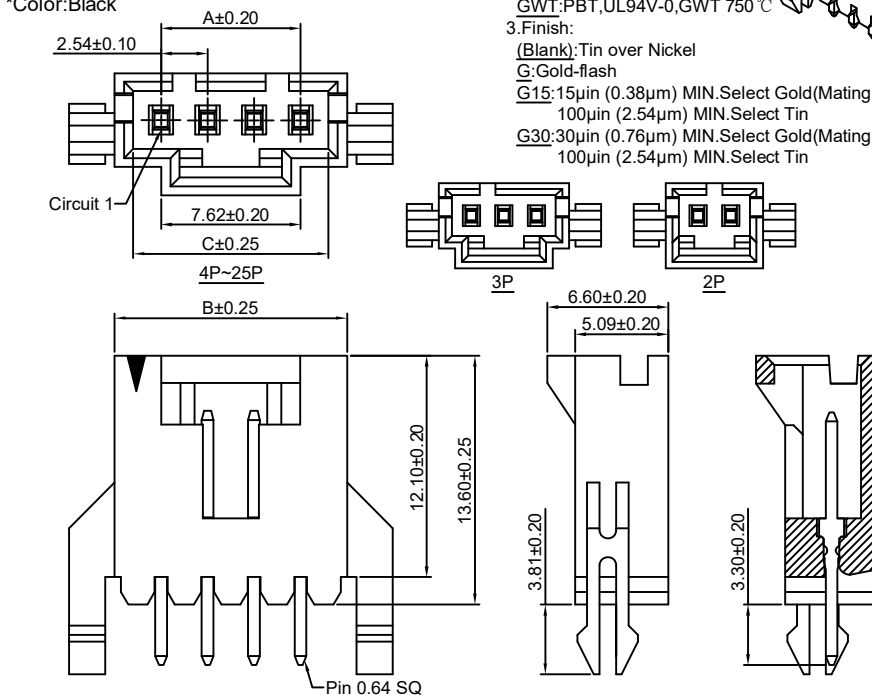 *Color:Black
GWT:PBT,UL94V-0,GWT 750℃
3.Finish:
(Blank):Tin over Nickel
G:Gold-flash
G15:15μin (0.38μm) MIN.Select Gold(Mating
100μin (2.54μm) MIN.Select Tin
G30:30μin (0.76μm) MIN.Select Gold(Mating
100μin (2.54μm) MIN.Select Tin
A±0.20
2.54±0.10
Circuit 1
7.62±0.20
C±0.25
4P~25P
3P
2P
B±0.25
12.10±0.20
13.60±0.25
Pin 0.64 SQ
6.60±0.20
5.09±0.20
3.81±0.20
3.30±0.20